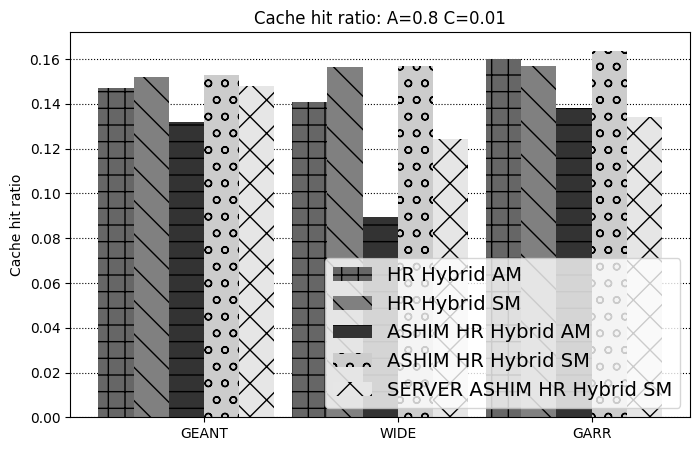 Cache hit ratio: A=0.8 C=0.01
Cache hit ratio
0.16
0.14
0.12
0.10
0.08
0.06
0.04
0.02
0.00
HR Hybrid AM
HR Hybrid SM
ASHIM HR Hybrid AM
ASHIM HR Hybrid SM
SERVER ASHIM HR Hybrid SM
GEANT
WIDE
GARR